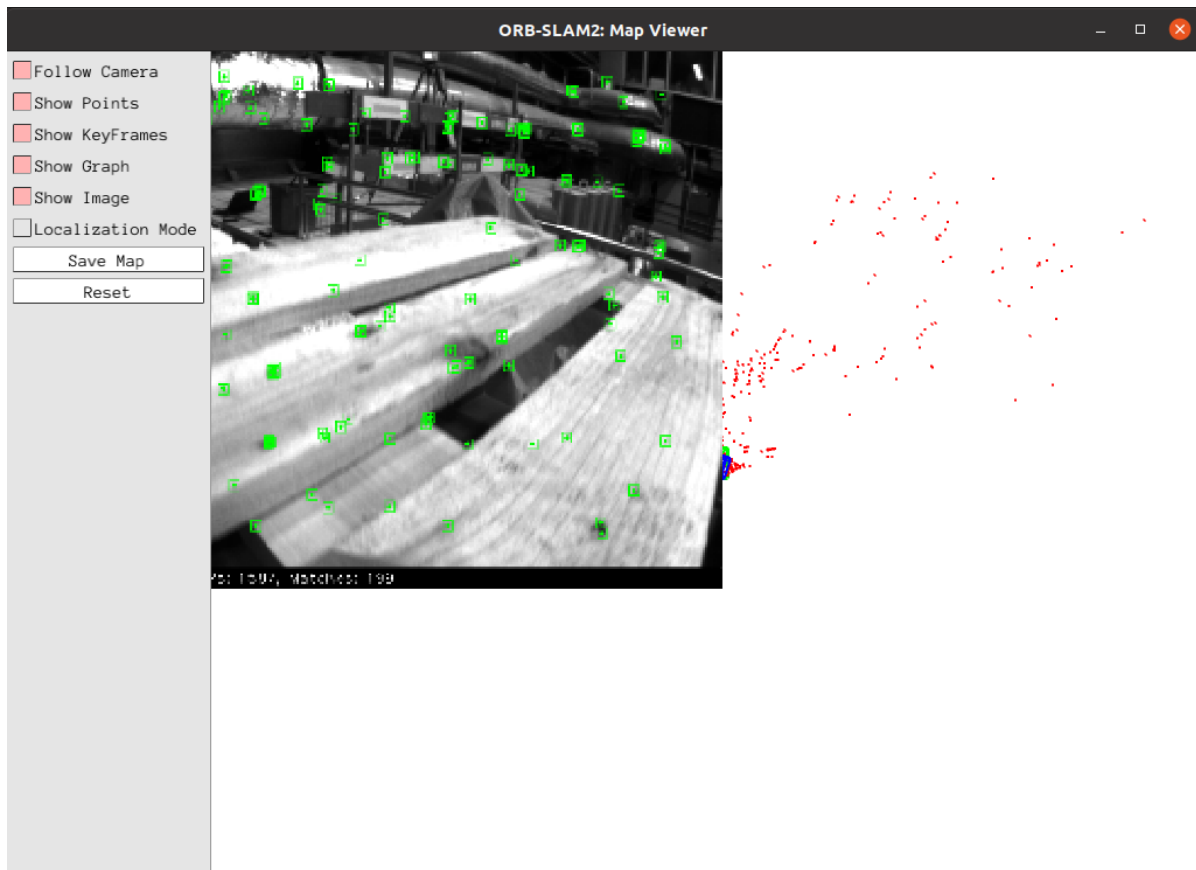 ORB-SLAM2: Map Viewer
Follow Camera
Show Points
Show KeyFrames
Show Graph
Show Image
Localization Mode
Save Map
Reset
Matches: